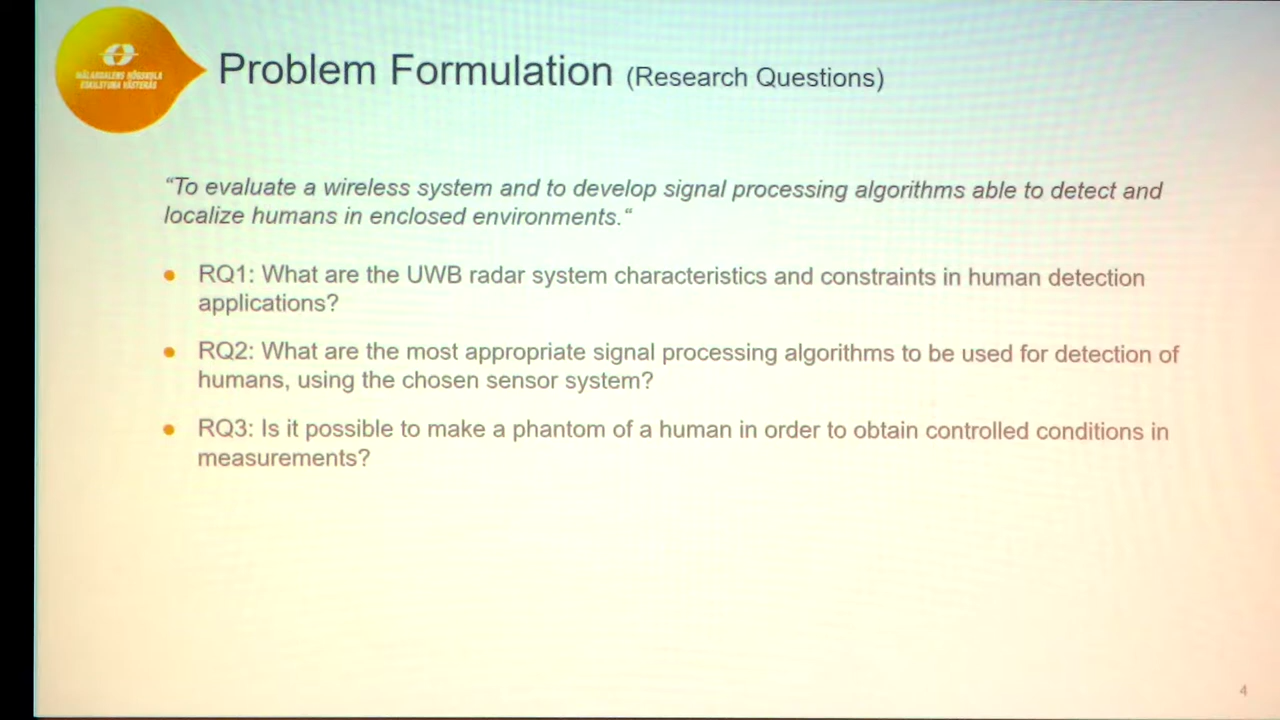 MÄLARDALENS HÖGSKOLA
ESKILSTUNA VÄSTERÅS
Problem Formulation (Research Questions)
“To evaluate a wireless system and to develop signal processing algorithms able to detect and
localize humans in enclosed environments.“
● RQ1: What are the UWB radar system characteristics and constraints in human detection
applications?
● RQ2: What are the most appropriate signal processing algorithms to be used for detection of
humans, using the chosen sensor system?
● RQ3: Is it possible to make a phantom of a human in order to obtain controlled conditions in
measurements?
4